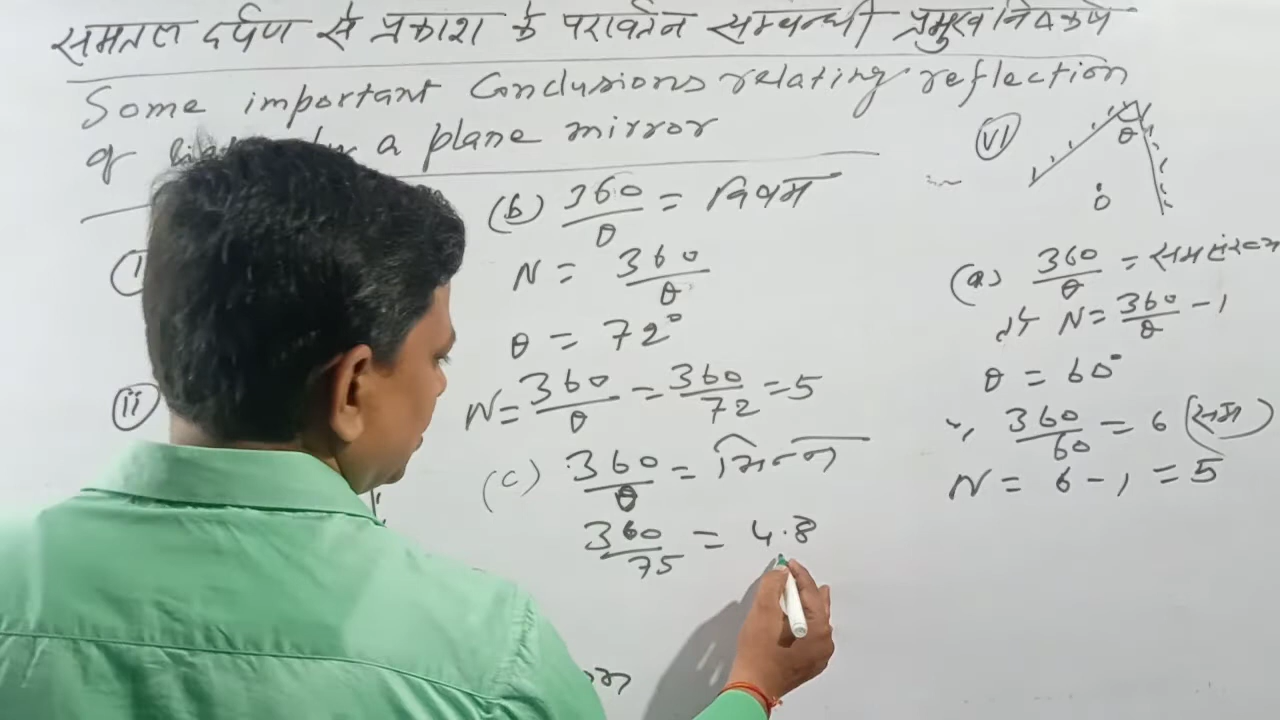 समतल दर्पण से प्रकाश के परावर्तन सम्बन्धी प्रमुख निष्कर्ष
Some important Conclusions relating reflection
of a plane mirror
(i
(ii)
(b) 360/θ = विषम
N = 360/θ
θ = 72°
N = 360/θ = 360/72 = 5
(c) 360/θ = भिन्न
360/75 = 4.8
(vi)
θ
O
(a) 360/θ = समसंख्या
तो N = 360/θ - 1
θ = 60°
∵ 360/60 = 6 (सम)
N = 6 - 1 = 5